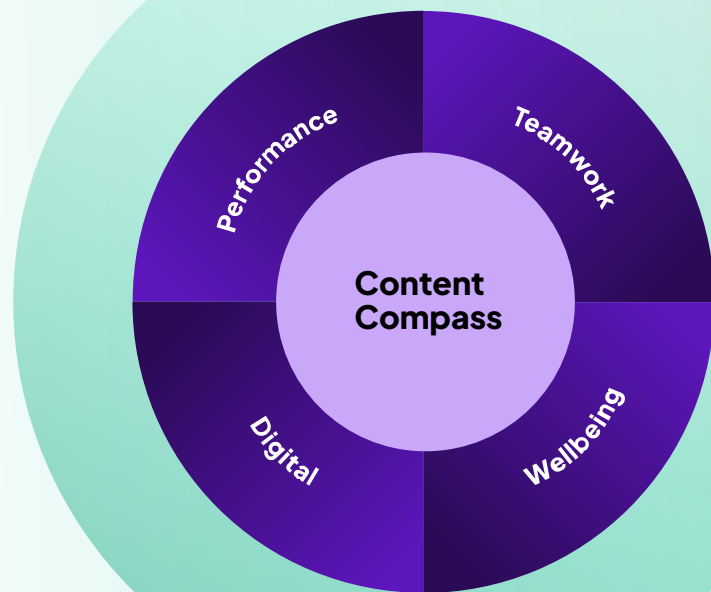 Performance
Teamwork
Content
Compass
Digital
Wellbeing